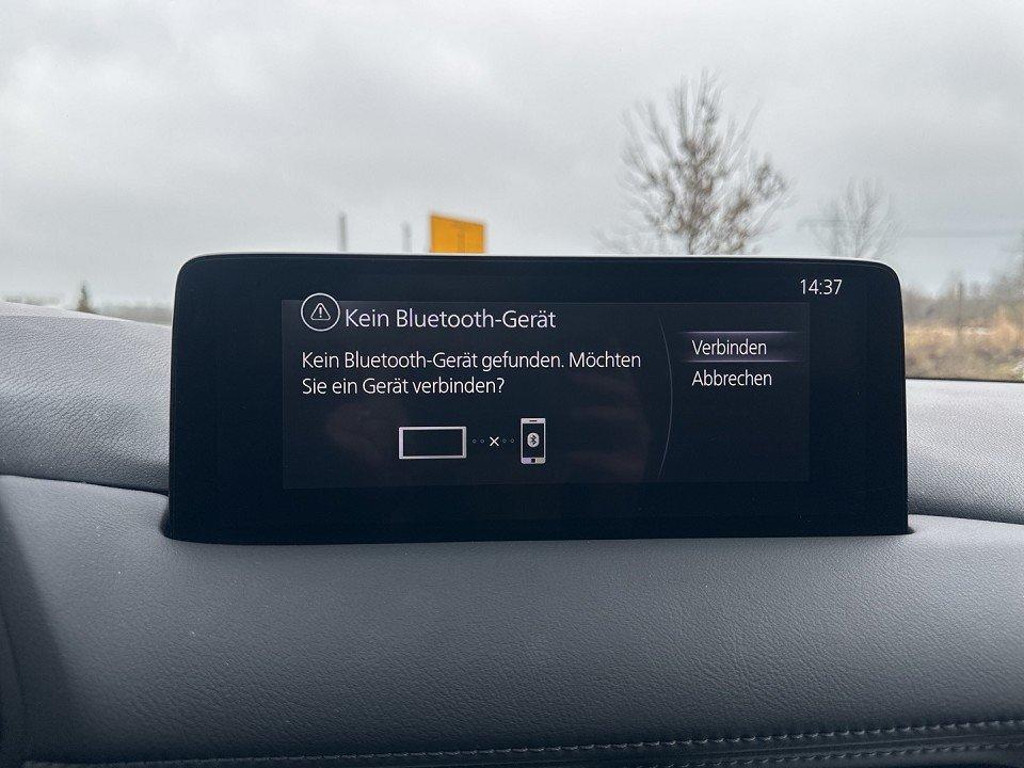 14:37
Kein Bluetooth-Gerät
Kein Bluetooth-Gerät gefunden. Möchten
Sie ein Gerät verbinden?
Verbinden
Abbrechen